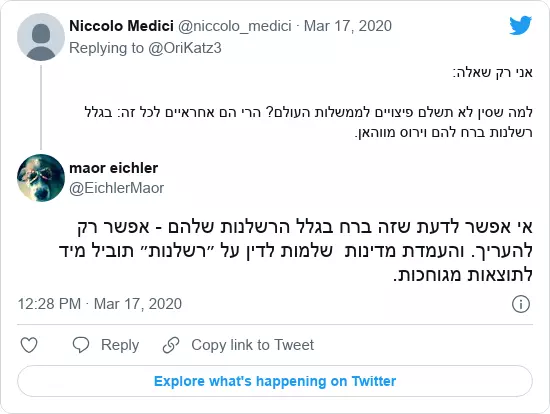 Niccolo Medici @niccolo_medici · Mar 17, 2020
Replying to @OriKatz3
אני רק שאלה:
למה שסין לא תשלם פיצויים לממשלות העולם? הרי הם אחראיים לכל זה: בגלל
רשלנות ברח להם וירוס מווהאן.
maor eichler
@EichlerMaor
אי אפשר לדעת שזה ברח בגלל הרשלנות שלהם - אפשר רק
להעריך. והעמדת מדינות שלמות לדין על ״רשלנות״ תוביל מיד
לתוצאות מגוחכות.
12:28 PM · Mar 17, 2020
Reply
Copy link to Tweet
Explore what's happening on Twitter